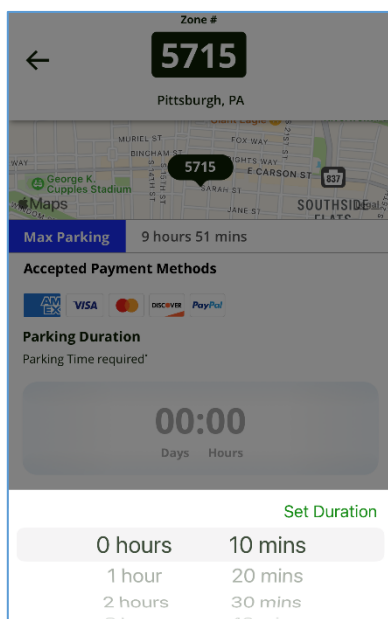 Zone #
5715
Pittsburgh, PA
MURIEL ST
FOX WAY
BINGHAM ST
WAY
5715
E CARSON ST
837
George K.
Cupples Stadium
SARAH ST
Maps
JANE ST
SOUTHSIDE
Legal
Max Parking 9 hours 51 mins
Accepted Payment Methods
AM
EX
VISA
DISCOVER
PayPal
Parking Duration
Parking Time required*
00:00
Days Hours
Set Duration
0 hours 10 mins
1 hour 20 mins
2 hours 30 mins